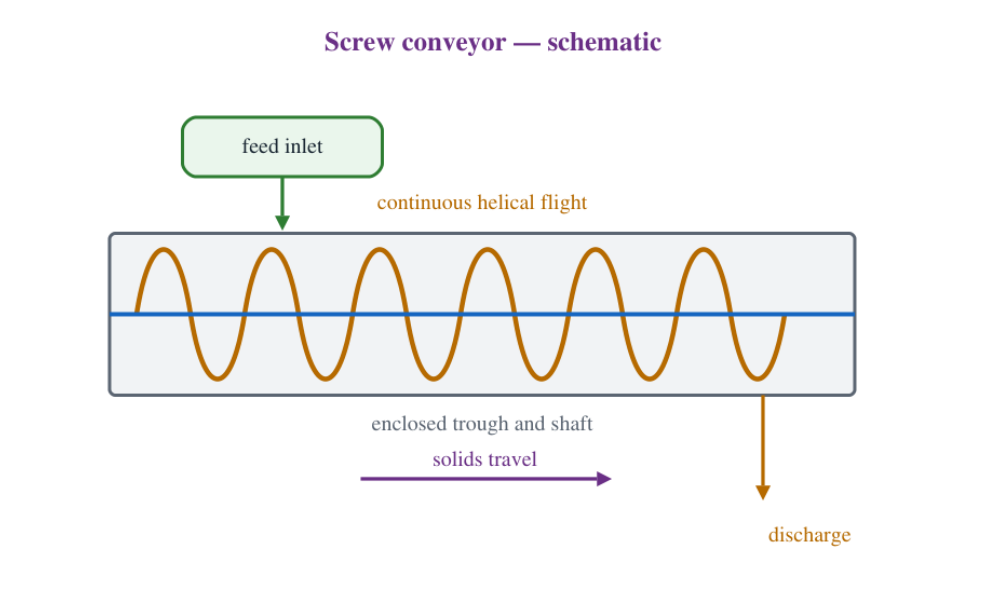 Screw conveyor — schematic
feed inlet
continuous helical flight
enclosed trough and shaft
solids travel
discharge